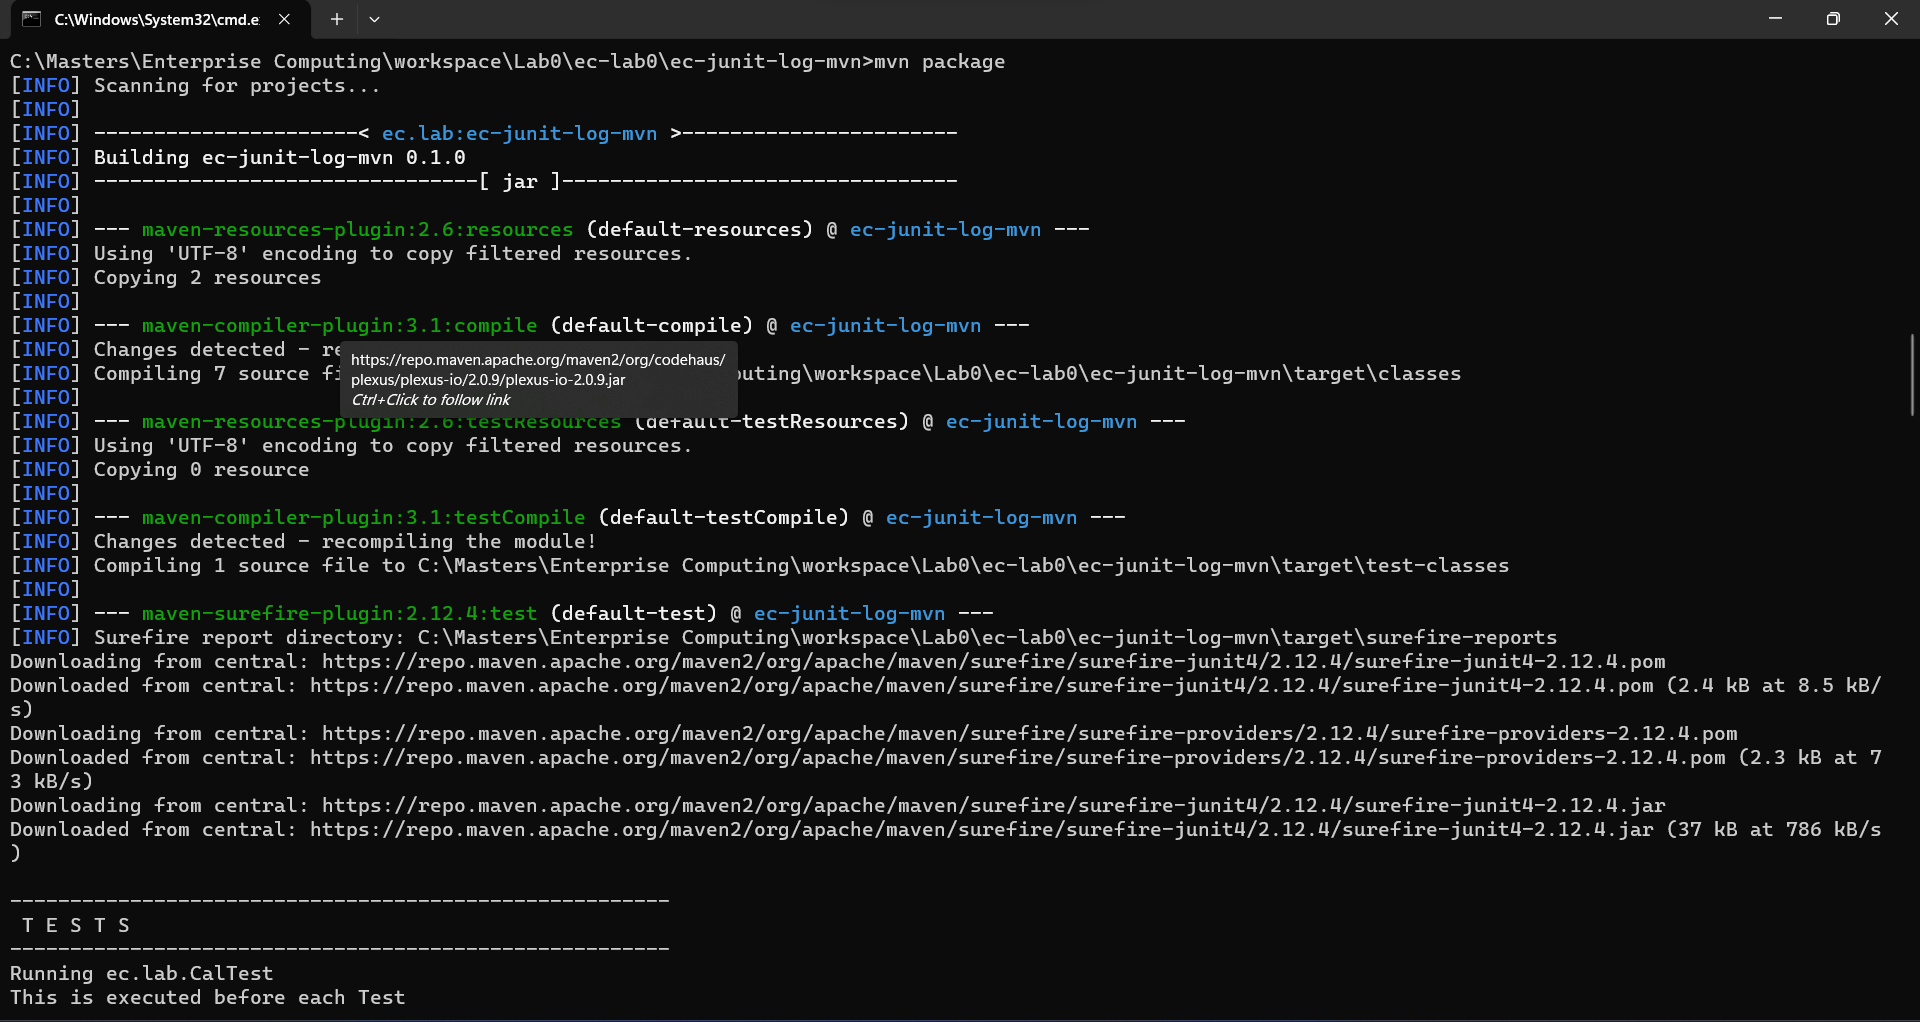 C:\Windows\System32\cmd.e
C:\Masters\Enterprise Computing\workspace\Lab0\ec-lab0\ec-junit-log-mvn>mvn package
[INFO] Scanning for projects...
[INFO]
[INFO] ----------------------< ec.lab:ec-junit-log-mvn >-----------------------
[INFO] Building ec-junit-log-mvn 0.1.0
[INFO] --------------------------------[ jar ]---------------------------------
[INFO]
[INFO] --- maven-resources-plugin:2.6:resources (default-resources) @ ec-junit-log-mvn ---
[INFO] Using 'UTF-8' encoding to copy filtered resources.
[INFO] Copying 2 resources
[INFO]
[INFO] --- maven-compiler-plugin:3.1:compile (default-compile) @ ec-junit-log-mvn ---
[INFO] Changes detected - re
https://repo.maven.apache.org/maven2/org/codehaus/
plexus/plexus-io/2.0.9/plexus-io-2.0.9.jar
Ctrl+Click to follow link
[INFO] Compiling 7 source fi uting\workspace\Lab0\ec-lab0\ec-junit-log-mvn\target\classes
[INFO]
[INFO] --- maven-resources-plugin:2.6:testResources (default-testResources) @ ec-junit-log-mvn ---
[INFO] Using 'UTF-8' encoding to copy filtered resources.
[INFO] Copying 0 resource
[INFO]
[INFO] --- maven-compiler-plugin:3.1:testCompile (default-testCompile) @ ec-junit-log-mvn ---
[INFO] Changes detected - recompiling the module!
[INFO] Compiling 1 source file to C:\Masters\Enterprise Computing\workspace\Lab0\ec-lab0\ec-junit-log-mvn\target\test-classes
[INFO]
[INFO] --- maven-surefire-plugin:2.12.4:test (default-test) @ ec-junit-log-mvn ---
[INFO] Surefire report directory: C:\Masters\Enterprise Computing\workspace\Lab0\ec-lab0\ec-junit-log-mvn\target\surefire-reports
Downloading from central: https://repo.maven.apache.org/maven2/org/apache/maven/surefire/surefire-junit4/2.12.4/surefire-junit4-2.12.4.pom
Downloaded from central: https://repo.maven.apache.org/maven2/org/apache/maven/surefire/surefire-junit4/2.12.4/surefire-junit4-2.12.4.pom (2.4 kB at 8.5 kB/
s)
Downloading from central: https://repo.maven.apache.org/maven2/org/apache/maven/surefire/surefire-providers/2.12.4/surefire-providers-2.12.4.pom
Downloaded from central: https://repo.maven.apache.org/maven2/org/apache/maven/surefire/surefire-providers/2.12.4/surefire-providers-2.12.4.pom (2.3 kB at 7
3 kB/s)
Downloading from central: https://repo.maven.apache.org/maven2/org/apache/maven/surefire/surefire-junit4/2.12.4/surefire-junit4-2.12.4.jar
Downloaded from central: https://repo.maven.apache.org/maven2/org/apache/maven/surefire/surefire-junit4/2.12.4/surefire-junit4-2.12.4.jar (37 kB at 786 kB/s
)
-------------------------------------------------------
T E S T S
-------------------------------------------------------
Running ec.lab.CalTest
This is executed before each Test